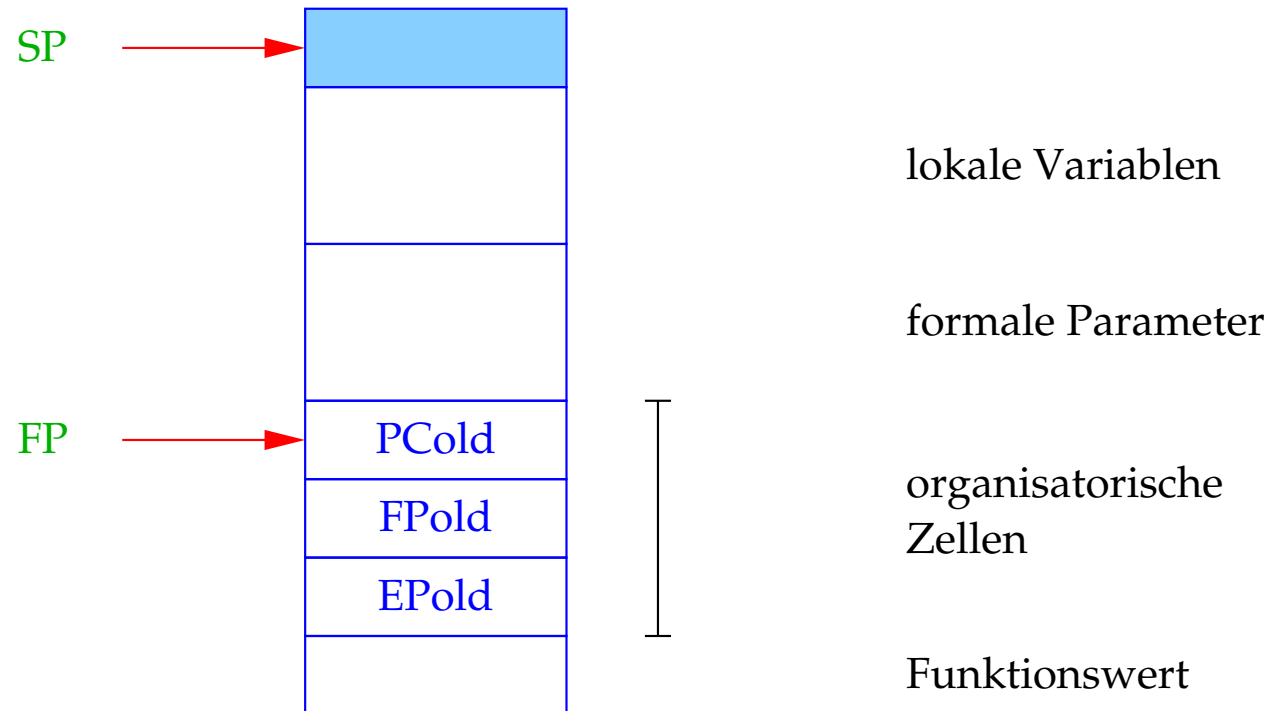 SP
lokale Variablen
formale Parameter
FP
PCold
FPold
organisatorische
Zellen
EPold
Funktionswert